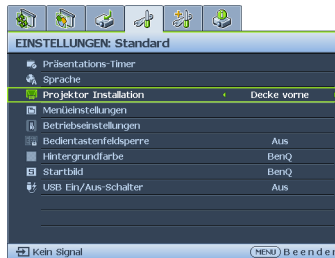 EINSTELLUNGEN: Standard
Präsentations-Timer
Sprache
Projektor Installation Decke vorne
Menüeinstellungen
Betriebseinstellungen
Bedientastenfeldsperre Aus
Hintergrundfarbe BenQ
Startbild BenQ
USB Ein/Aus-Schalter Aus
Kein Signal MENU Beenden